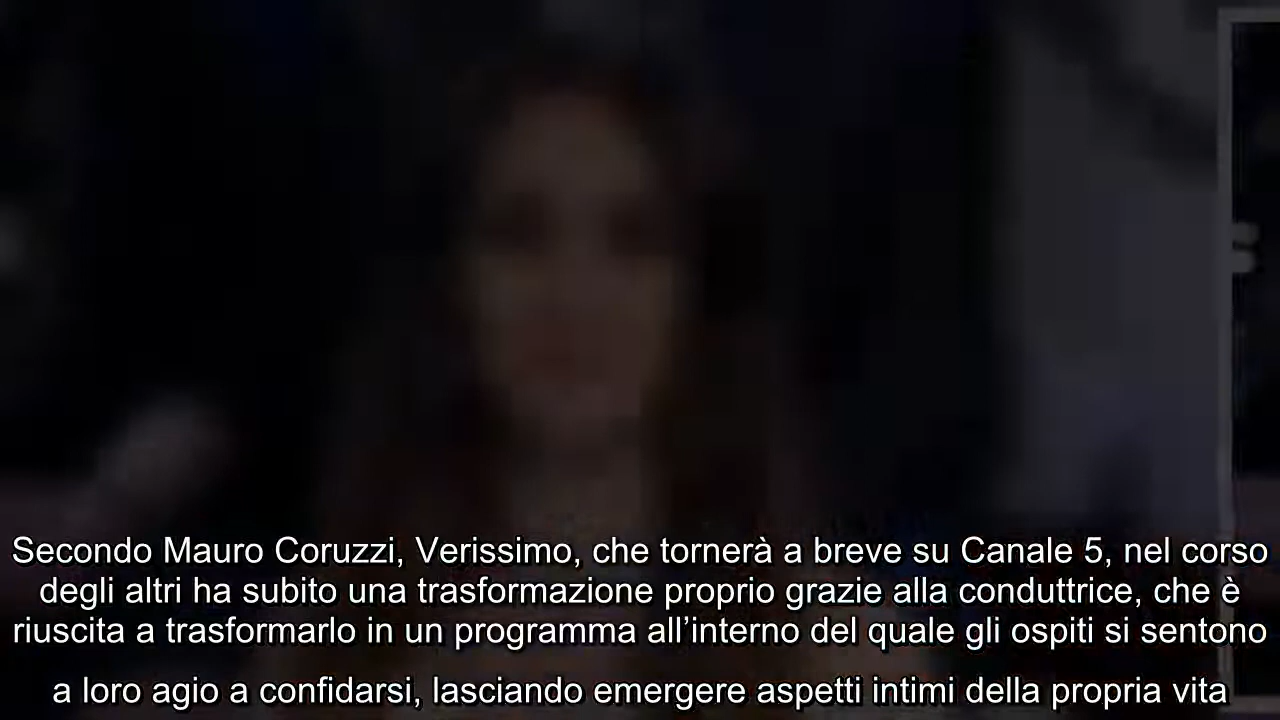 Secondo Mauro Coruzzi, Verissimo, che tornerà a breve su Canale 5, nel corso
degli altri ha subito una trasformazione proprio grazie alla conduttrice, che è
riuscita a trasformarlo in un programma all’interno del quale gli ospiti si sentono
a loro agio a confidarsi, lasciando emergere aspetti intimi della propria vita